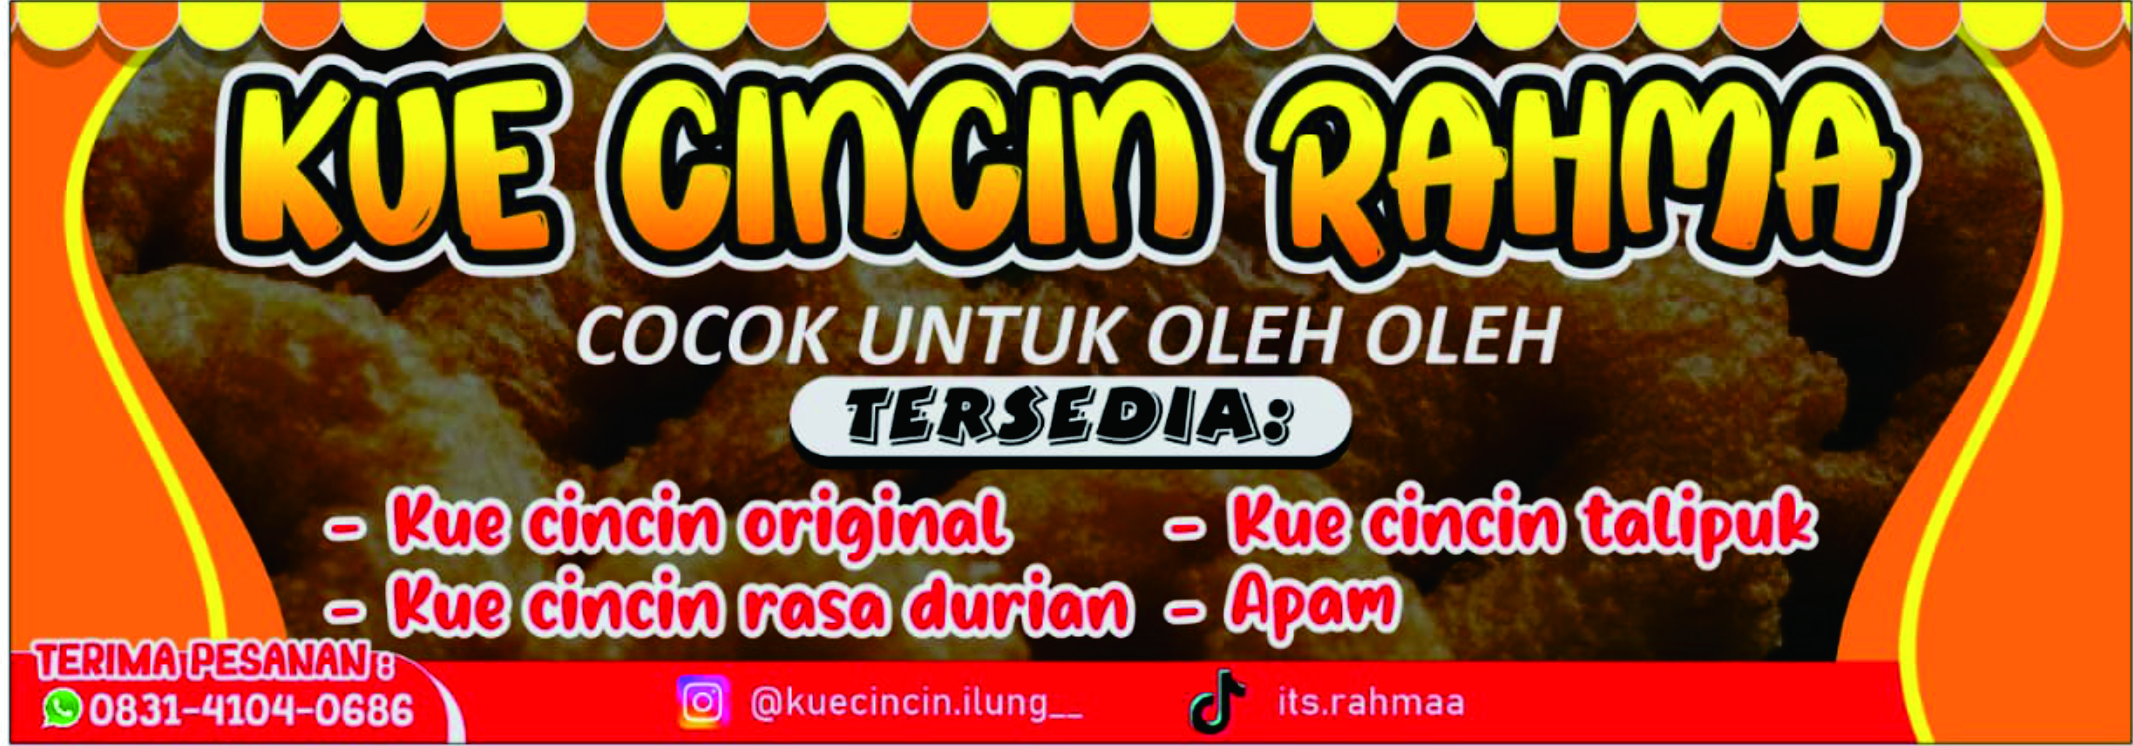 KUE CINCIN RAHMA
COCOK UNTUK OLEH OLEH
TERSEDIA:
- Kue cincin original
- Kue cincin rasa durian
- Kue cincin talipuk
- Apam
TERIMA PESANAN :
0831-4104-0686
@kuecincin.ilung__
its.rahmaa